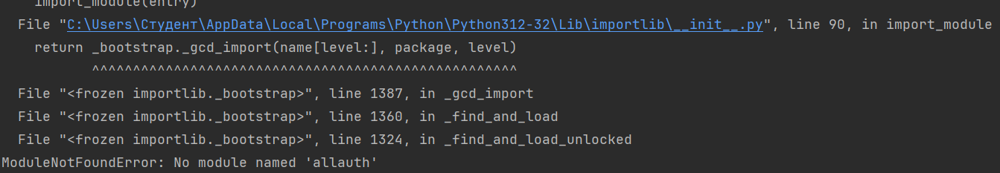 import_module(entry)
File "C:\Users\Студент\AppData\Local\Programs\Python\Python312-32\Lib\importlib\__init__.py", line 90, in import_module
return _bootstrap._gcd_import(name[level:], package, level)
^^^^^^^^^^^^^^^^^^^^^^^^^^^^^^^^^^^^^^^^^^^^^^^^^^^^
File "<frozen importlib._bootstrap>", line 1387, in _gcd_import
File "<frozen importlib._bootstrap>", line 1360, in _find_and_load
File "<frozen importlib._bootstrap>", line 1324, in _find_and_load_unlocked
ModuleNotFoundError: No module named 'allauth'